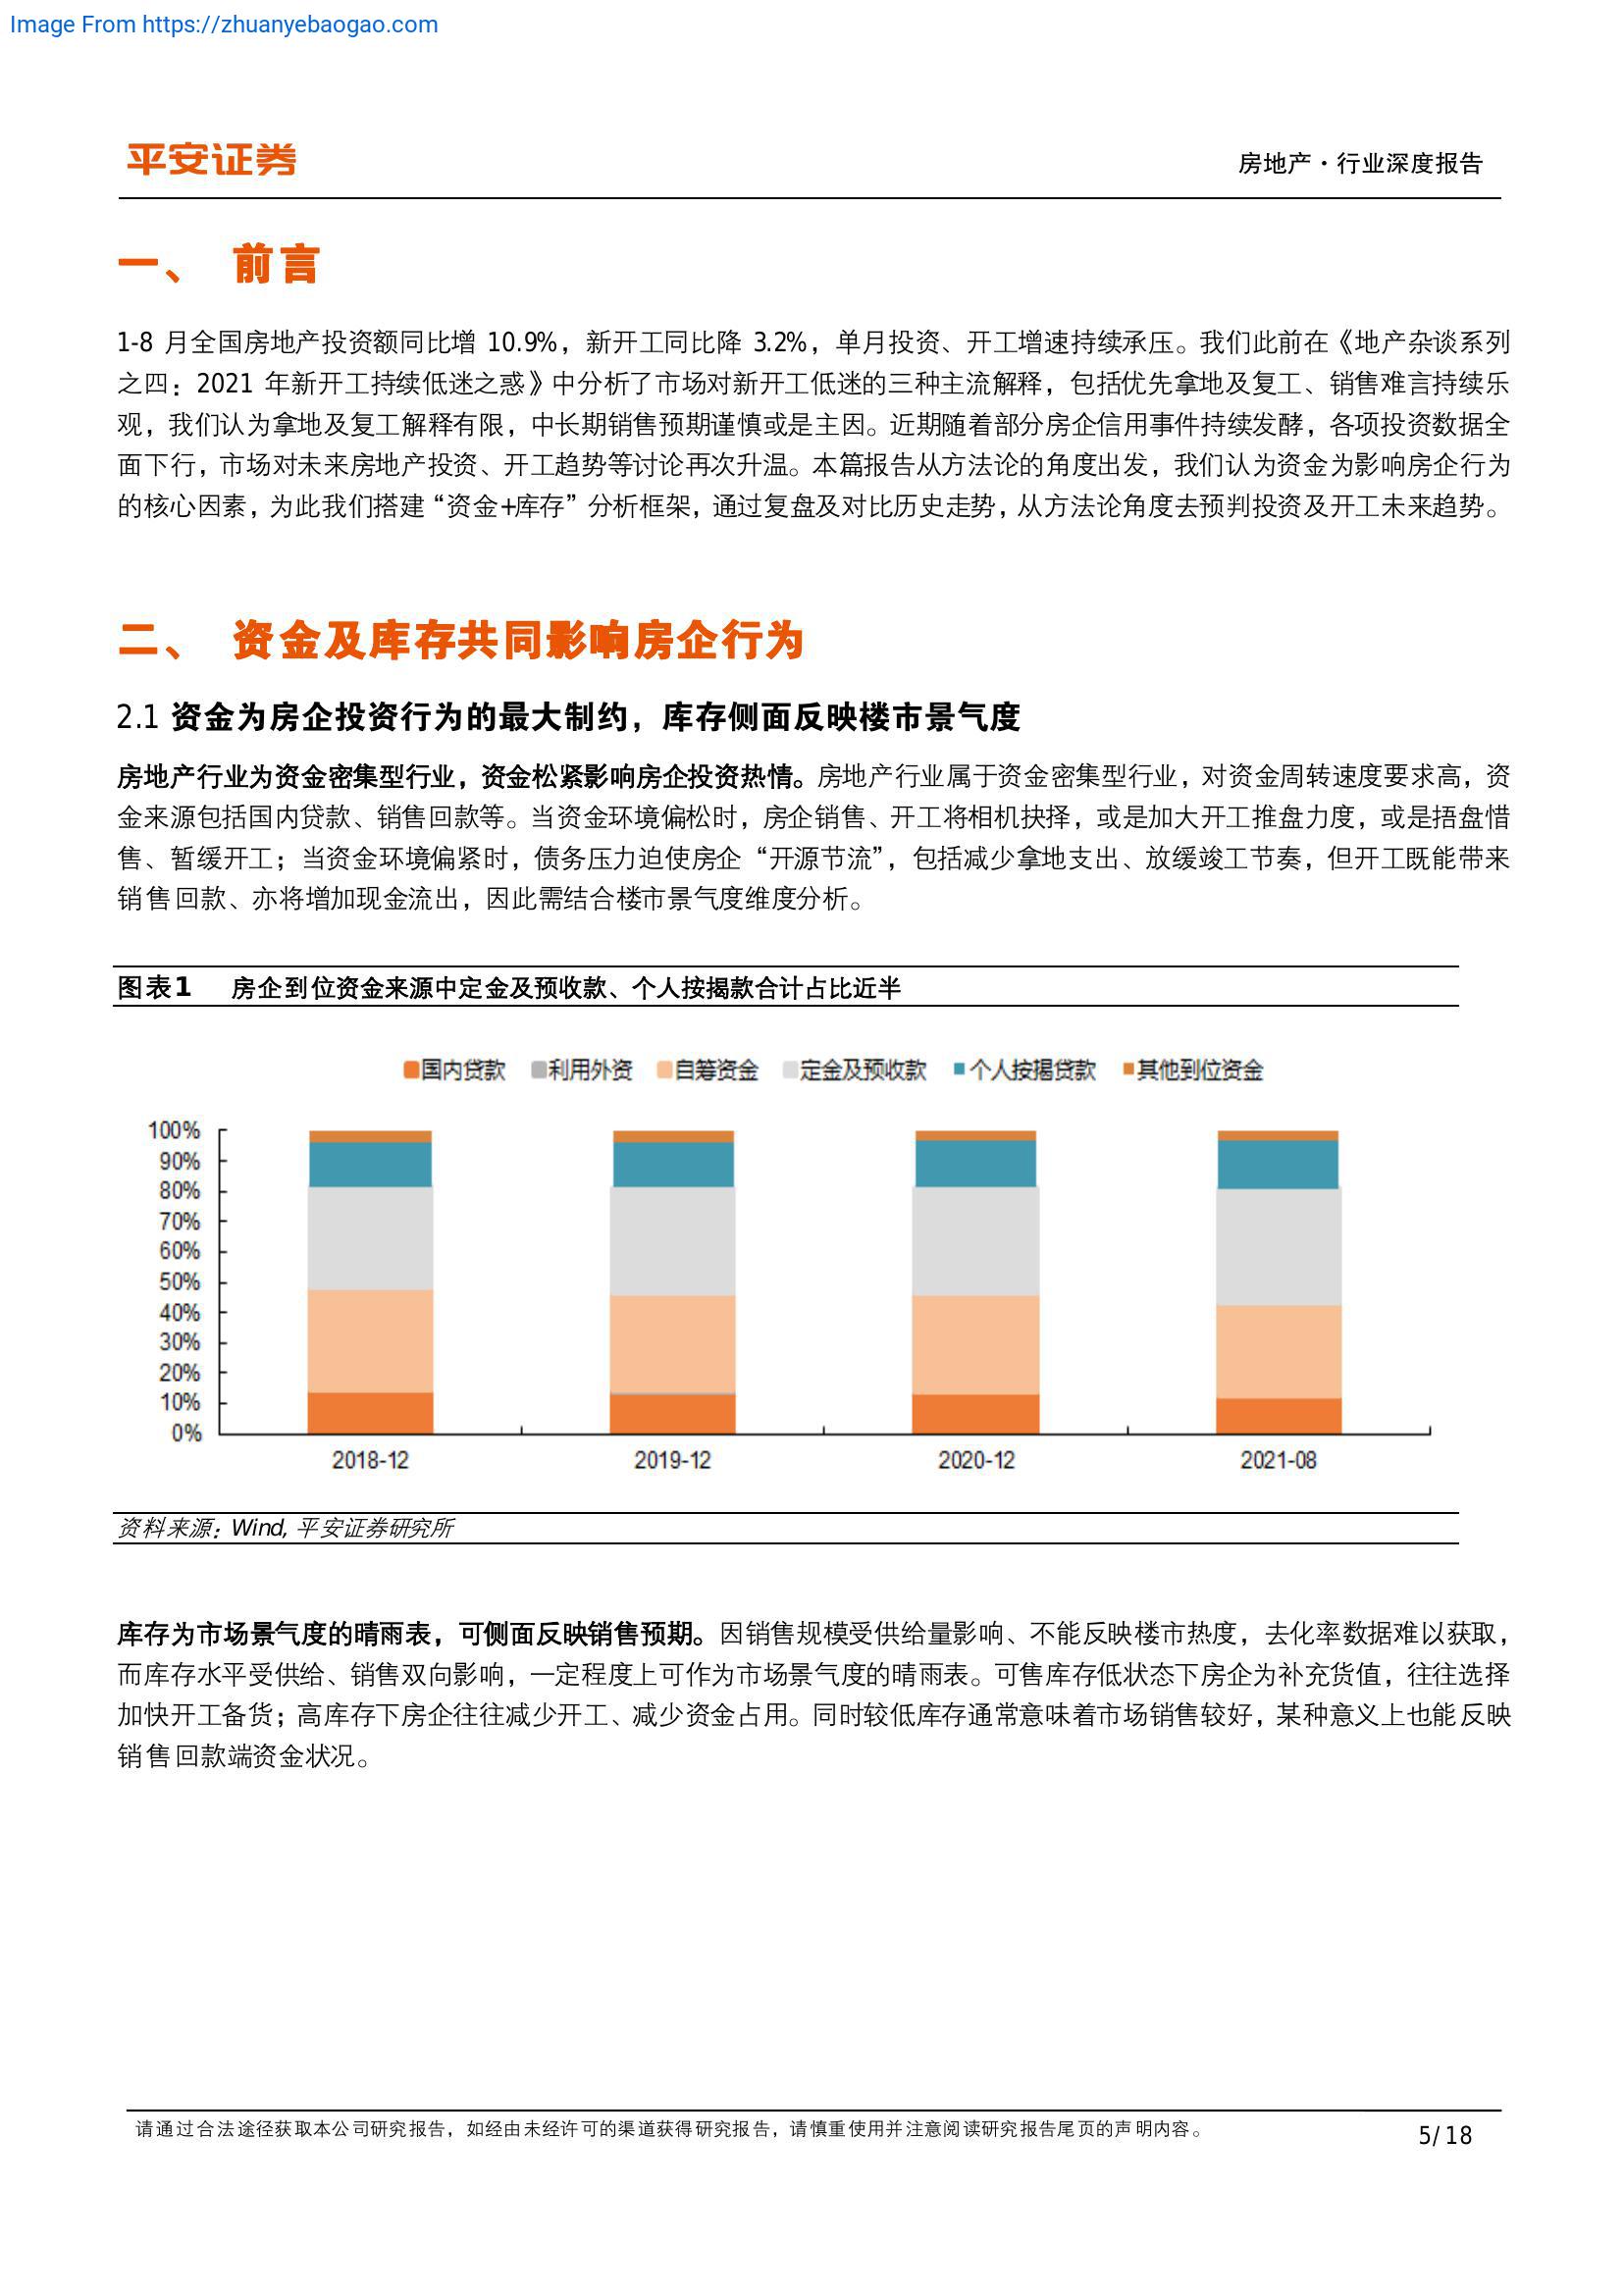 Image From https://zhuanyebaogao.com
平安证券
房地产·行业深度报告
一、 前言
1-8 月全国房地产投资额同比增 10.9%，新开工同比降 3.2%，单月投资、开工增速持续承压。我们此前在《地产杂谈系列
之四：2021 年新开工持续低迷之惑》中分析了市场对新开工低迷的三种主流解释，包括优先拿地及复工、销售难言持续乐
观，我们认为拿地及复工解释有限，中长期销售预期谨慎或是主因。近期随着部分房企信用事件持续发酵，各项投资数据全
面下行，市场对未来房地产投资、开工趋势等讨论再次升温。本篇报告从方法论的角度出发，我们认为资金为影响房企行为
的核心因素，为此我们搭建“资金+库存”分析框架，通过复盘及对比历史走势，从方法论角度去预判投资及开工未来趋势。
二、 资金及库存共同影响房企行为
2.1 资金为房企投资行为的最大制约，库存侧面反映楼市景气度
房地产行业为资金密集型行业，资金松紧影响房企投资热情。房地产行业属于资金密集型行业，对资金周转速度要求高，资
金来源包括国内贷款、销售回款等。当资金环境偏松时，房企销售、开工将相机抉择，或是加大开工推盘力度，或是捂盘惜
售、暂缓开工；当资金环境偏紧时，债务压力迫使房企“开源节流”，包括减少拿地支出、放缓竣工节奏，但开工既能带来
销售回款、亦将增加现金流出，因此需结合楼市景气度维度分析。
图表1 房企到位资金来源中定金及预收款、个人按揭款合计占比近半
国内贷款 利用外资 自筹资金 定金及预收款 个人按揭贷款 其他到位资金
100%
90%
80%
70%
60%
50%
40%
30%
20%
10%
0%
2018-12 2019-12 2020-12 2021-08
资料来源：Wind, 平安证券研究所
库存为市场景气度的晴雨表，可侧面反映销售预期。因销售规模受供给量影响、不能反映楼市热度，去化率数据难以获取，
而库存水平受供给、销售双向影响，一定程度上可作为市场景气度的晴雨表。可售库存低状态下房企为补充货值，往往选择
加快开工备货；高库存下房企往往减少开工、减少资金占用。同时较低库存通常意味着市场销售较好，某种意义上也能反映
销售回款端资金状况。
请通过合法途径获取本公司研究报告，如经由未经许可的渠道获得研究报告，请慎重使用并注意阅读研究报告尾页的声明内容。
5/ 18